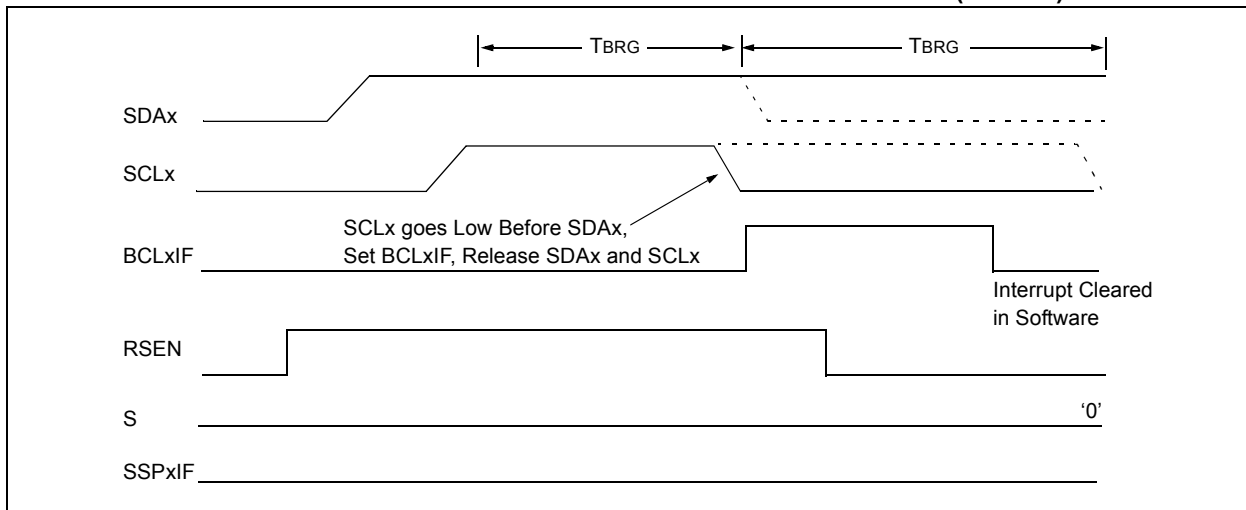 TBRG TBRG
SDAx
SCLx
SCLx goes Low Before SDAx,
Set BCLxIF, Release SDAx and SCLx
BCLxIF
Interrupt Cleared
in Software
RSEN
S
‘0’
SSPxIF